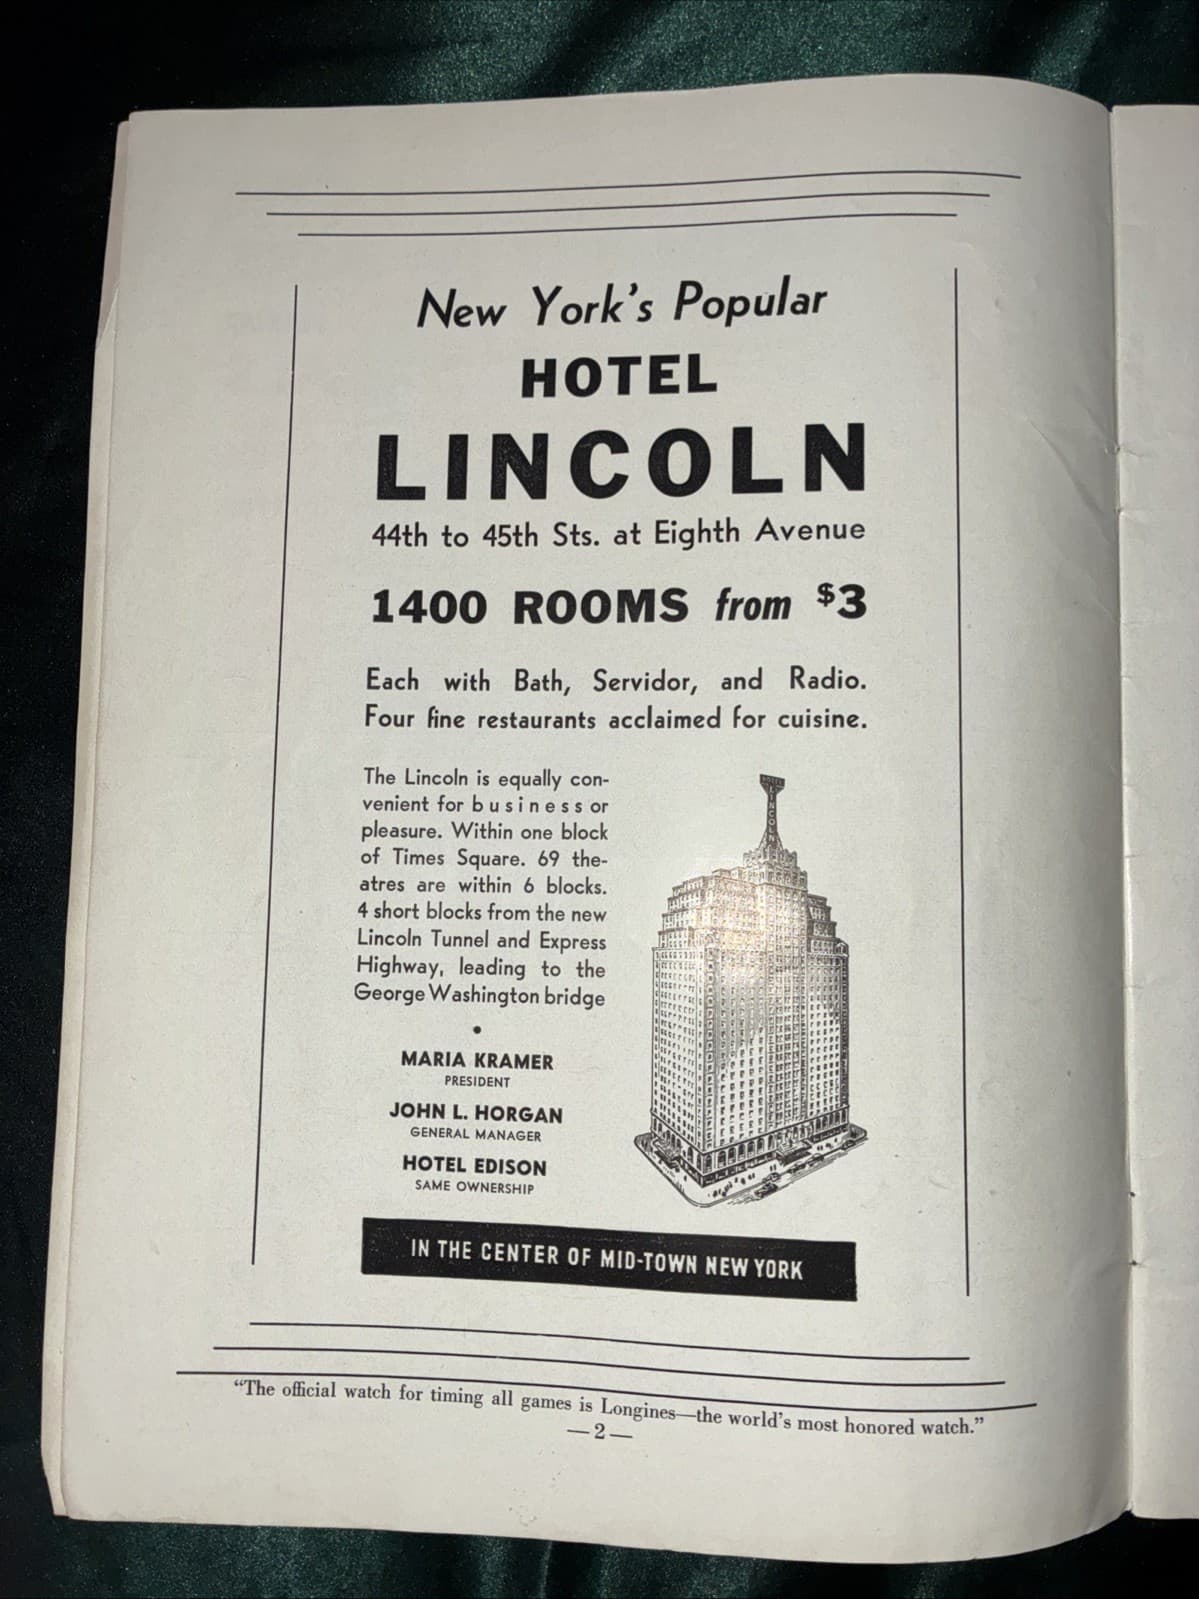 New York's Popular
HOTEL
LINCOLN
44th to 45th Sts. at Eighth Avenue
1400 ROOMS from $3
Each with Bath, Servidor, and Radio.
Four fine restaurants acclaimed for cuisine.
The Lincoln is equally con-
venient for business or
pleasure. Within one block
of Times Square. 69 the-
atres are within 6 blocks.
4 short blocks from the new
Lincoln Tunnel and Express
Highway, leading to the
George Washington bridge
•
MARIA KRAMER
PRESIDENT
JOHN L. HORGAN
GENERAL MANAGER
HOTEL EDISON
SAME OWNERSHIP
HOTEL
LINCOLN
IN THE CENTER OF MID-TOWN NEW YORK
"The official watch for timing all games is Longines—the world's most honored watch."
—2—